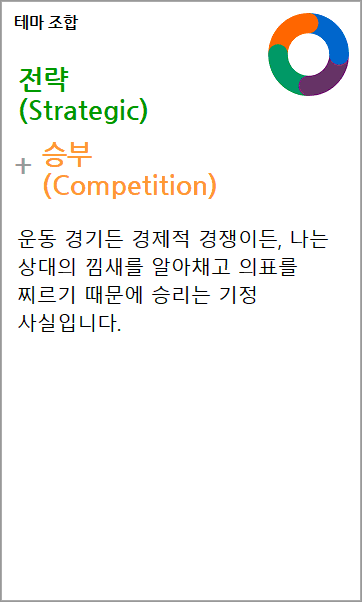 테마 조합
전략
(Strategic)
+ 승부
(Competition)
운동 경기든 경제적 경쟁이든, 나는
상대의 낌새를 알아채고 의표를
찌르기 때문에 승리는 기정
사실입니다.